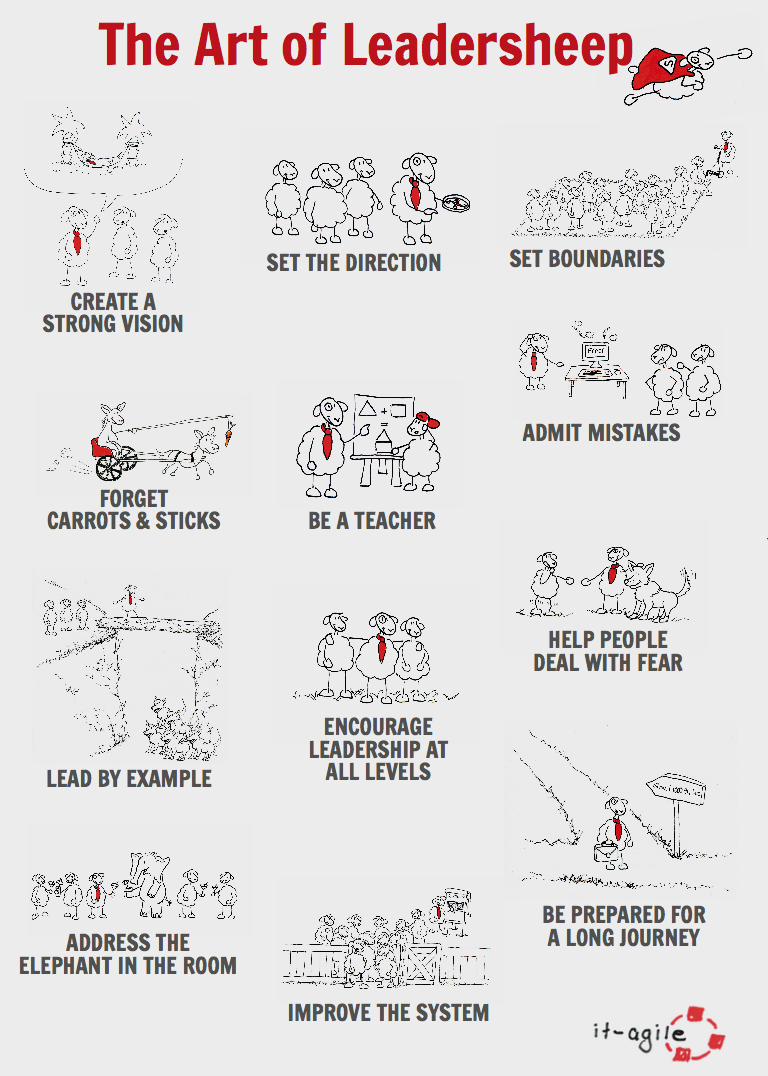 The Art of Leadersheep
S
CREATE A
STRONG VISION
SET THE DIRECTION
SET BOUNDARIES
Error
ADMIT MISTAKES
FORGET
CARROTS & STICKS
+
=
BE A TEACHER
HELP PEOPLE
DEAL WITH FEAR
LEAD BY EXAMPLE
ENCOURAGE
LEADERSHIP AT
ALL LEVELS
BE PREPARED FOR
A LONG JOURNEY
ADDRESS THE
ELEPHANT IN THE ROOM
IMPROVE THE SYSTEM
it-agile